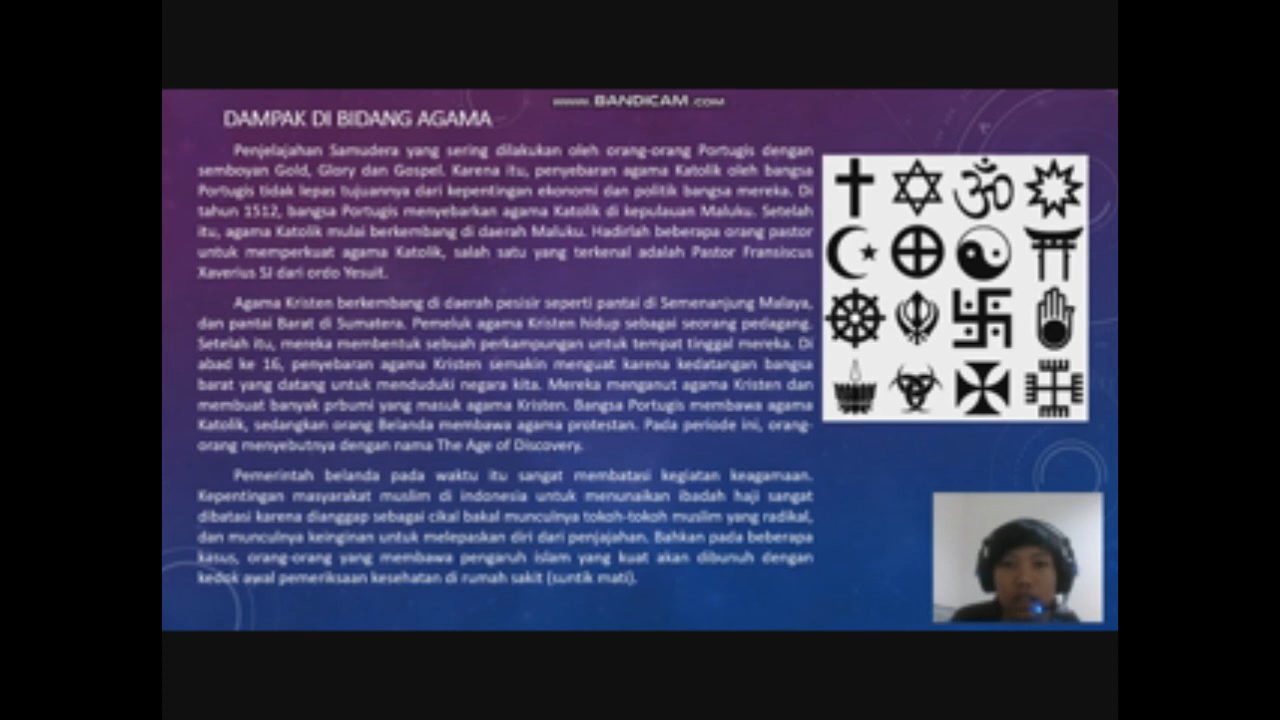 www.BANDICAM.com
DAMPAK DI BIDANG AGAMA
Penjelajahan Samudera yang sering dilakukan oleh orang-orang Portugis dengan
semboyan Gold, Glory dan Gospel. Karena itu, penyebaran agama Katolik oleh bangsa
Portugis tidak lepas tujuannya dari kepentingan ekonomi dan politik bangsa mereka. Di
tahun 1512, bangsa Portugis menyebarkan agama Katolik di kepulauan Maluku. Setelah
itu, agama Katolik mulai berkembang di daerah Maluku. Hadirlah beberapa orang pastor
untuk memperkuat agama Katolik, salah satu yang terkenal adalah Pastor Fransiscus
Xaverius SJ dari ordo Yesuit.
Agama Kristen berkembang di daerah pesisir seperti pantai di Semenanjung Malaya,
dan pantai Barat di Sumatera. Pemeluk agama Kristen hidup sebagai seorang pedagang.
Setelah itu, mereka membentuk sebuah perkampungan untuk tempat tinggal mereka. Di
abad ke 16, penyebaran agama Kristen semakin menguat karena kedatangan bangsa
barat yang datang untuk menduduki negara kita. Mereka menganut agama Kristen dan
membuat banyak prbumi yang masuk agama Kristen. Bangsa Portugis membawa agama
Katolik, sedangkan orang Belanda membawa agama protestan. Pada periode ini, orang-
orang menyebutnya dengan nama The Age of Discovery.
Pemerintah belanda pada waktu itu sangat membatasi kegiatan keagamaan.
Kepentingan masyarakat muslim di indonesia untuk menunaikan ibadah haji sangat
dibatasi karena dianggap sebagai cikal bakal munculnya tokoh-tokoh muslim yang radikal,
dan munculnya keinginan untuk melepaskan diri dari penjajahan. Bahkan pada beberapa
kasus, orang-orang yang membawa pengaruh islam yang kuat akan dibunuh dengan
kedok awal pemeriksaan kesehatan di rumah sakit (suntik mati).